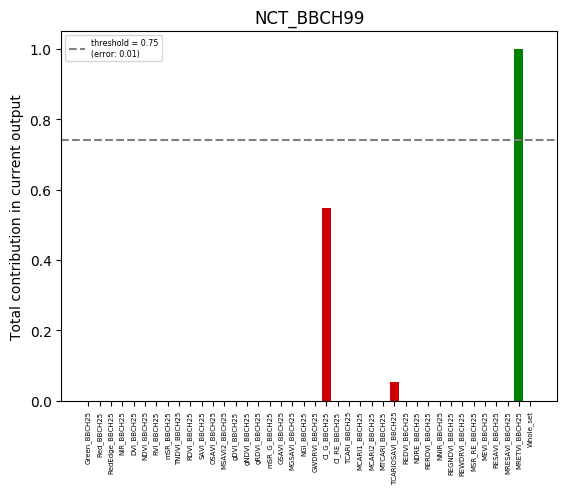 NCT_BBCH99
threshold = 0.75
(error: 0.01)
Total contribution in current output
1.0
0.8
0.6
0.4
0.2
0.0
Green_BBCH25
Red_BBCH25
RedEdge_BBCH25
NIR_BBCH25
DVI_BBCH25
NDVI_BBCH25
RVI_BBCH25
mSR_BBCH25
TNDVI_BBCH25
RDVI_BBCH25
SAVI_BBCH25
OSAVI_BBCH25
MSAVI2_BBCH25
gDVI_BBCH25
gNDVI_BBCH25
gRDVI_BBCH25
mSR_G_BBCH25
GSAVI_BBCH25
MGSAVI_BBCH25
NGI_BBCH25
GWDRVI_BBCH25
CI_G_BBCH25
CI_RE_BBCH25
TCARI_BBCH25
MCARI1_BBCH25
MCARI2_BBCH25
MTCARI_BBCH25
TCARIOSAVI_BBCH25
REDVI_BBCH25
NDRE_BBCH25
RERDVI_BBCH25
NNIR_BBCH25
REGNDVI_BBCH25
REWDRVI_BBCH25
MSR_RE_BBCH25
MEVI_BBCH25
RESAVI_BBCH25
MRESAVI_BBCH25
MRETVI_BBCH25
Whole_set